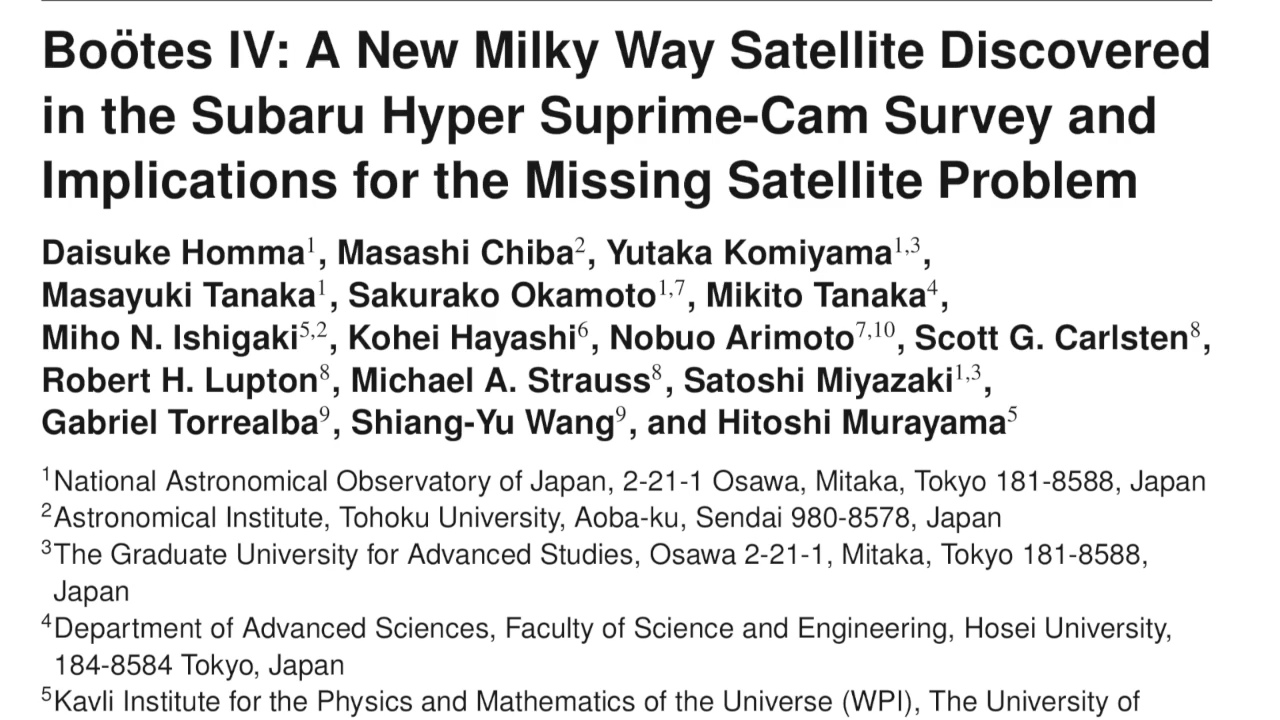 Boötes IV: A New Milky Way Satellite Discovered
in the Subaru Hyper Suprime-Cam Survey and
Implications for the Missing Satellite Problem
Daisuke Homma1, Masashi Chiba2, Yutaka Komiyama1,3,
Masayuki Tanaka1, Sakurako Okamoto1,7, Mikito Tanaka4,
Miho N. Ishigaki5,2, Kohei Hayashi6, Nobuo Arimoto7,10, Scott G. Carlsten8,
Robert H. Lupton8, Michael A. Strauss8, Satoshi Miyazaki1,3,
Gabriel Torrealba9, Shiang-Yu Wang9, and Hitoshi Murayama5
1National Astronomical Observatory of Japan, 2-21-1 Osawa, Mitaka, Tokyo 181-8588, Japan
2Astronomical Institute, Tohoku University, Aoba-ku, Sendai 980-8578, Japan
3The Graduate University for Advanced Studies, Osawa 2-21-1, Mitaka, Tokyo 181-8588,
Japan
4Department of Advanced Sciences, Faculty of Science and Engineering, Hosei University,
184-8584 Tokyo, Japan
5Kavli Institute for the Physics and Mathematics of the Universe (WPI), The University of